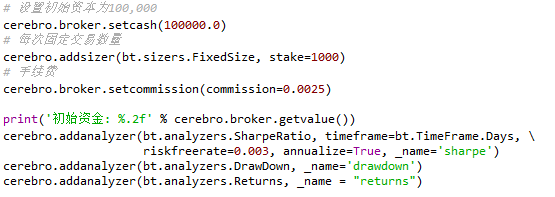 # 设置初始资本为100,000
cerebro.broker.setcash(100000.0)
# 每次固定交易数量
cerebro.addsizer(bt.sizers.FixedSize, stake=1000)
# 手续费
cerebro.broker.setcommission(commission=0.0025)
print('初始资金: %.2f' % cerebro.broker.getvalue())
cerebro.addanalyzer(bt.analyzers.SharpeRatio, timeframe=bt.TimeFrame.Days, \
riskfreerate=0.003, annualize=True, _name='sharpe')
cerebro.addanalyzer(bt.analyzers.DrawDown, _name='drawdown')
cerebro.addanalyzer(bt.analyzers.Returns, _name = "returns")